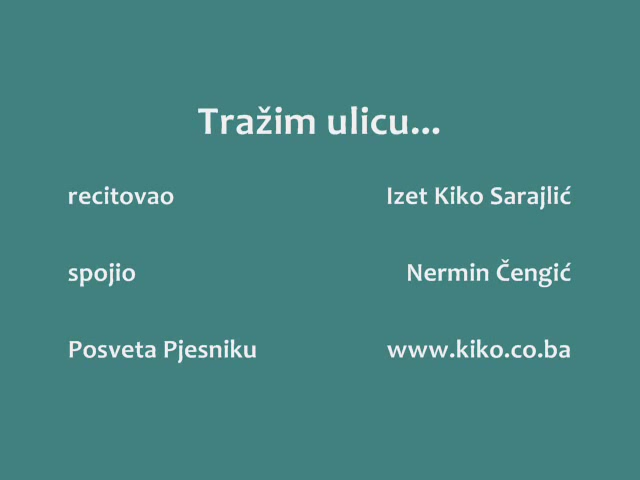 Tražim ulicu...
recitovao Izet Kiko Sarajlić
spojio Nermin Čengić
Posveta Pjesniku www.kiko.co.ba